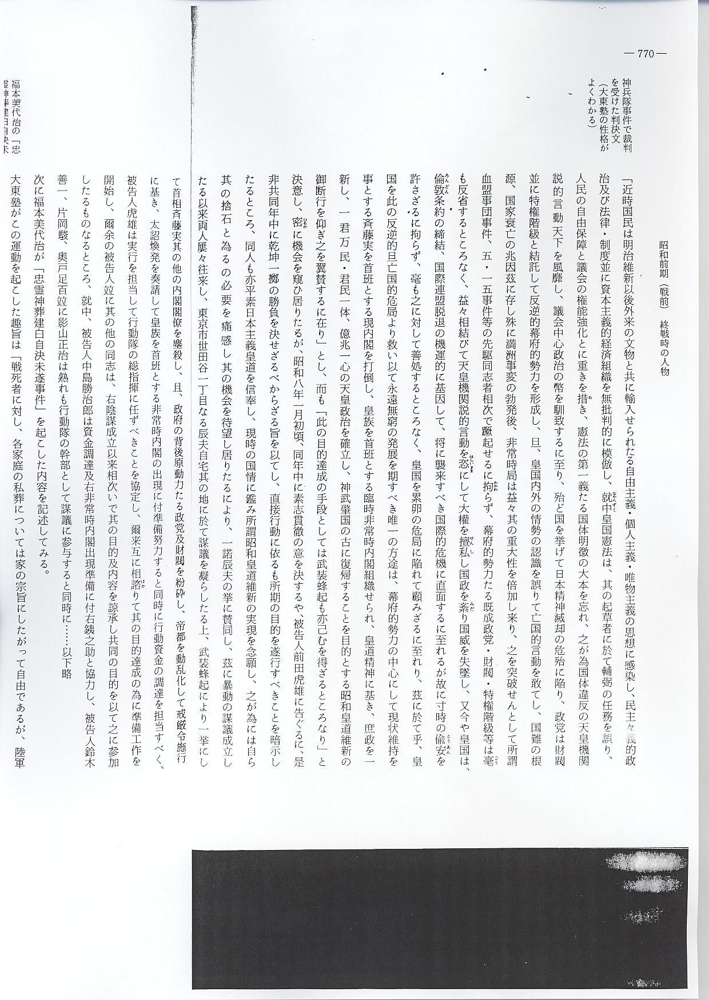 — 770 —
昭和前期（戦前）　終戦時の人物
神兵隊事件で裁判
を受けた判決文
（大東塾の性格が
よくわかる）
「近時国民は明治維新以後外来の文物と共に輸入せられたる自由主義・個人主義・唯物主義の思想に感染し、民主々義的政
治及び法律・制度並に資本主義的経済組織を無批判的に模倣し、就中皇国憲法は、其の起草者に於て輔弼の任務を誤り、
人民の自由保障と議会の権能強化とに重きを措き、憲法の第一義たる国体明徴の大本を忘れ、之が為国体違反の天皇機関
説的言動天下を風靡し、議会中心政治の幣を馴致するに至り、殆ど国を挙げて日本精神滅却の危殆に陥り、政党は財閥
並に特権階級と結託して反逆的幕府的勢力を形成し、且、皇国内外の情勢の認識を誤りて亡国的言動を敢てし、国難の根
源、国家衰亡の兆因茲に存し殊に満洲事変の勃発後、非常時局は益々其の重大性を倍加し来り、之を突破せんとして所謂
血盟事団事件、五・一五事件等の先駆同志者相次で蹶起せるに拘らず、幕府的勢力たる既成政党・財閥・特権階級等は毫
も反省するところなく、益々相結びて天皇機関説的言動を恣にして大権を擅私し国政を紊り国威を失墜し、又今や皇国は、
倫敦条約の締結、国際連盟脱退の機運的に基因して、将に襲来すべき国際的危機に直面するに至れるが故に寸時の偸安を
許さざるに拘らず、毫も之に対して善処するところなく、皇国を累卵の危局に陥れて顧みざるに至れり、茲に於て乎、皇
国を此の反逆的且亡国的危局より救い以て永遠無窮の発展を期すべき唯一の方途は、幕府的勢力の中心にして現状維持を
事とする斉藤実を首班とする現内閣を打倒し、皇族を首班とする臨時非常時内閣組織せられ、皇道精神に基き、庶政を一
新し、一君万民・君民一体、億兆一心の天皇政治を確立し、神武肇国の古に復帰することを目的とする昭和皇道維新の
御断行を仰ぎ之を翼賛するに在り」とし、而も「此の目的達成の手段としては武装蜂起も亦己むを得ざるところなり」と
決意し、密に機会を窺ひ居りたるが、昭和八年一月初頃、同年中に素志貫徹の意を決するや、被告人前田虎雄に告ぐるに、是
非共同年中に乾坤一擲の勝負を決せざるべからざる旨を以てし、直接行動に依るも所期の目的を遂行すべきことを暗示し
たるところ、同人も亦平素日本主義皇道を信奉し、現時の国情に鑑み所謂昭和皇道維新の実現を念願し、之が為には自ら
其の捨石と為るの必要を痛感し其の機会を待望し居りたるにより、一諾辰夫の挙に賛同し、茲に暴動の謀議成立し
たる以来両人屡々往来し、東京市世田谷一丁目なる辰夫自宅其の地に於て謀議を凝らしたる上、武装蜂起により一挙にし
て首相斉藤実其の他の内閣閣僚を塵殺し、且、政府の背後原動力たる政党及財閥を紛砕し、帝都を動乱化して戒厳令施行
に基き、太詔煥発を奏請して皇族を首班とする非常時内閣の出現に付準備努力すると同時に行動資金の調達を担当すべく、
被告人虎雄は実行を担当して行動隊の総指揮に任ずべきことを協定し、爾来互に相諮りて其の目的達成の為に準備工作を
開始し、爾余の被告人竝に其の他の同志は、右陰謀成立以来相次いで其の目的及内容を諒承し共同の目的を以て之に参加
したるものなるところ、就中、被告人中島勝治郎は資金調達及右非常時内閣出現準備に付右銕之助と協力し、被告人鈴木
善一、片岡駿、奥戸足百竝に影山正治は熟れも行動隊の幹部として謀議に参与すると同時に……以下略
次に福本美代治が「忠霊神葬建白自決未遂事件」を起こした内容を記述してみる。
福本美代治の「忠
霊神葬建白自決未
大東塾がこの運動を起こした趣旨は「戦死者に対し、各家庭の私葬については家の宗旨にしたがって自由であるが、陸軍